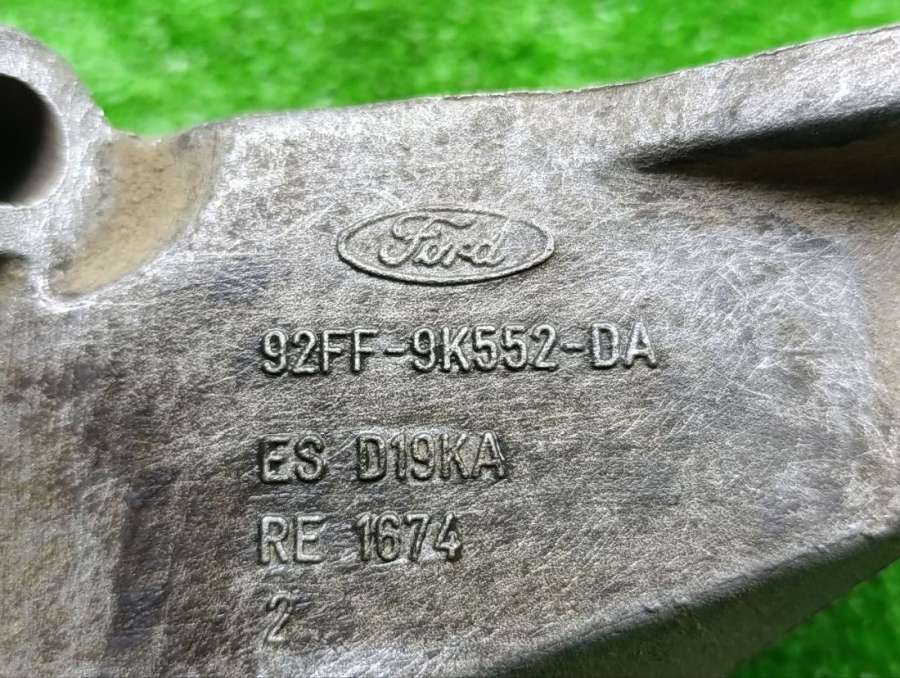 Ford
92FF-9K552-DA
ES D19KA
RE 1674
2